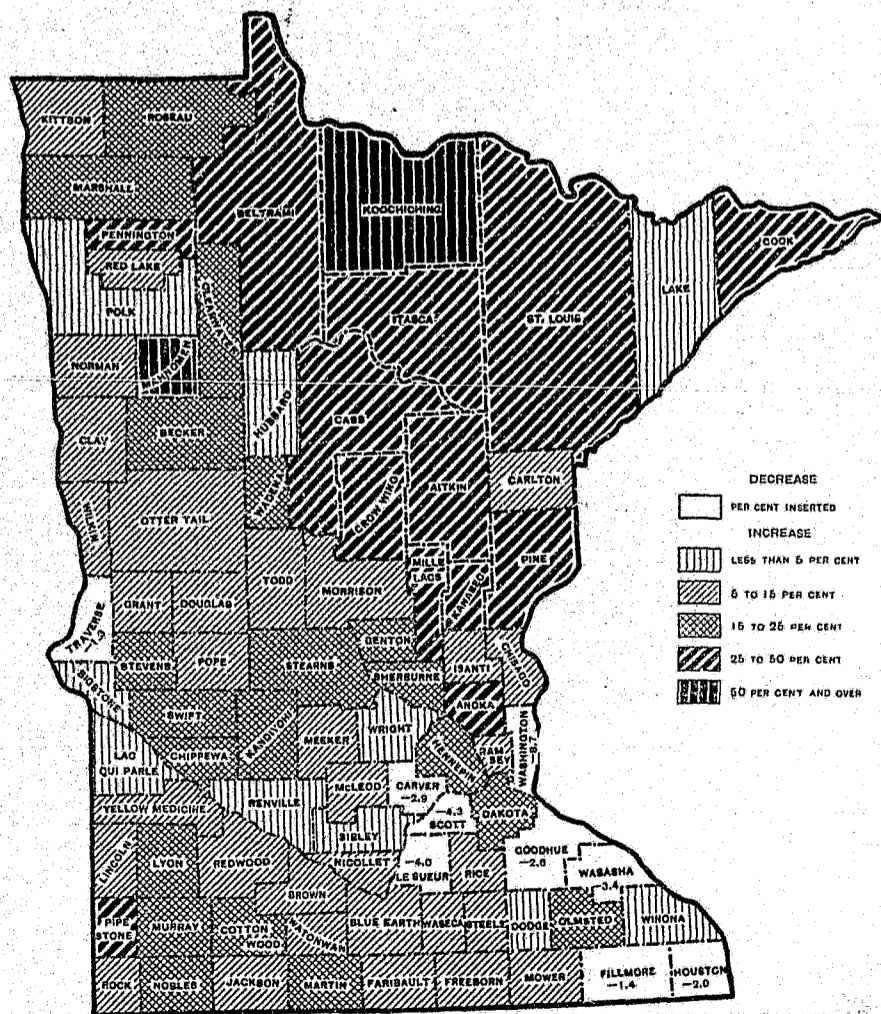 KITTSON
ROSEAU
MARSHALL
BELTRAMI
KOOCHICHING
PENNINGTON
COOK
RED LAKE
CLEARWATER
LAKE
POLK
ITASCA
ST. LOUIS
NORMAN
HUBBARD
CASS
BECKER
CLAY
WADENA
CROW WING
AITKIN
CARLTON
WILKIN
OTTER TAIL
PINE
TODD
MILLE
LACS
MORRISON
KANABEC
GRANT
DOUGLAS
TRAVERSE
-1.3
BENTON
STEVENS
POPE
STEARNS
ISANTI
CHISAGO
SHERBURNE
BIGSTONE
ANOKA
SWIFT
WRIGHT
KANDIYOHI
MEEKER
HENNEPIN
RAM
SEY
WASHINGTON
LAC
QUI PARLE
CHIPPEWA
McLEOD
CARVER
-2.9
RENVILLE
YELLOW MEDICINE
-4.3
SCOTT
DAKOTA
SIBLEY
LINCOLN
LYON
REDWOOD
NICOLLET
-4.0
LE SUEUR
RICE
GOODHUE
WABASHA
-3.4
BROWN
PIPE
STONE
MURRAY
COTTON
WOOD
WATONWAN
BLUE EARTH
WASECA
STEELE
DODGE
OLMSTED
WINONA
ROCK
NOBLES
JACKSON
MARTIN
FARIBAULT
FREEBORN
MOWER
FILLMORE
-1.4
HOUSTON
-2.0
DECREASE
PER CENT INSERTED
INCREASE
LESS THAN 5 PER CENT
5 TO 15 PER CENT
15 TO 25 PER CENT
25 TO 50 PER CENT
50 PER CENT AND OVER